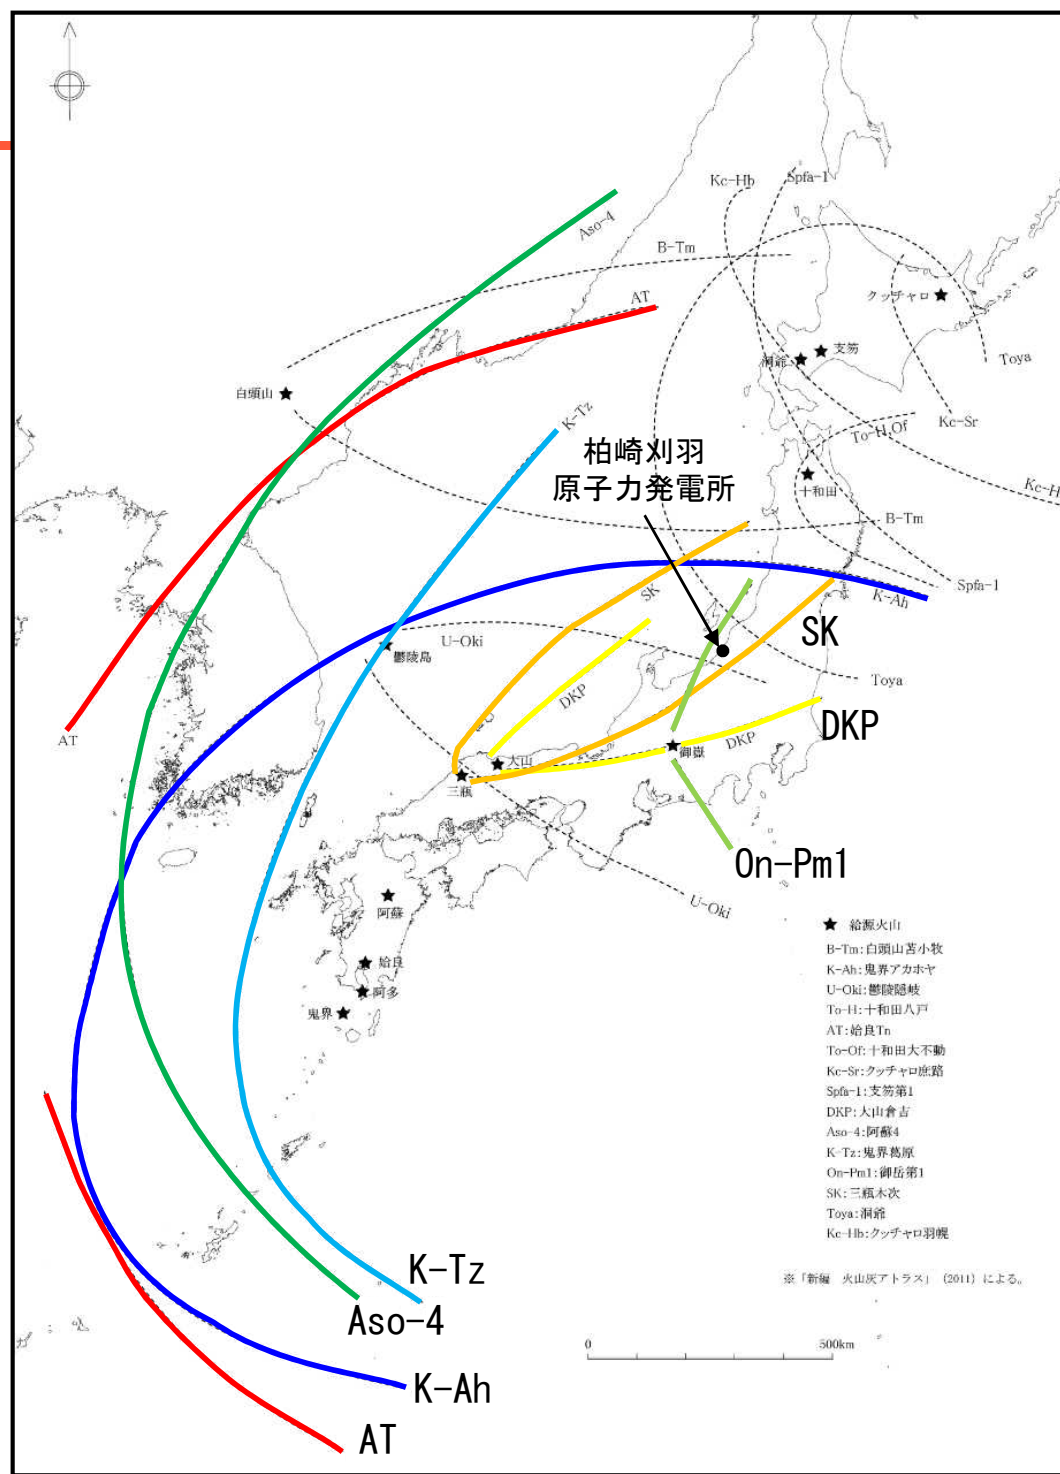 Kc-Hb
Spfa-1
Aso-4
B-Tm
AT
クッチャロ
支笏
洞爺
Toya
白頭山
K-Tz
To-H,Of
Kc-Sr
柏崎刈羽
原子力発電所
十和田
Kc-H
B-Tm
Spfa-1
K-Ah
SK
SK
U-Oki
鬱陵島
Toya
DKP
DKP
DKP
AT
大山
御嶽
三瓶
On-Pm1
U-Oki
阿蘇
姶良
阿多
鬼界
★ 給源火山
B-Tm:白頭山苫小牧
K-Ah:鬼界アカホヤ
U-Oki:鬱陵隠岐
To-H:十和田八戸
AT:姶良Tn
To-Of:十和田大不動
Kc-Sr:クッチャロ庶路
Spfa-1:支笏第1
DKP:大山倉吉
Aso-4:阿蘇4
K-Tz:鬼界葛原
On-Pm1:御岳第1
SK:三瓶木次
Toya:洞爺
Kc-Hb:クッチャロ羽幌
※「新編 火山灰アトラス」(2011)による。
K-Tz
Aso-4
0 500km
K-Ah
AT